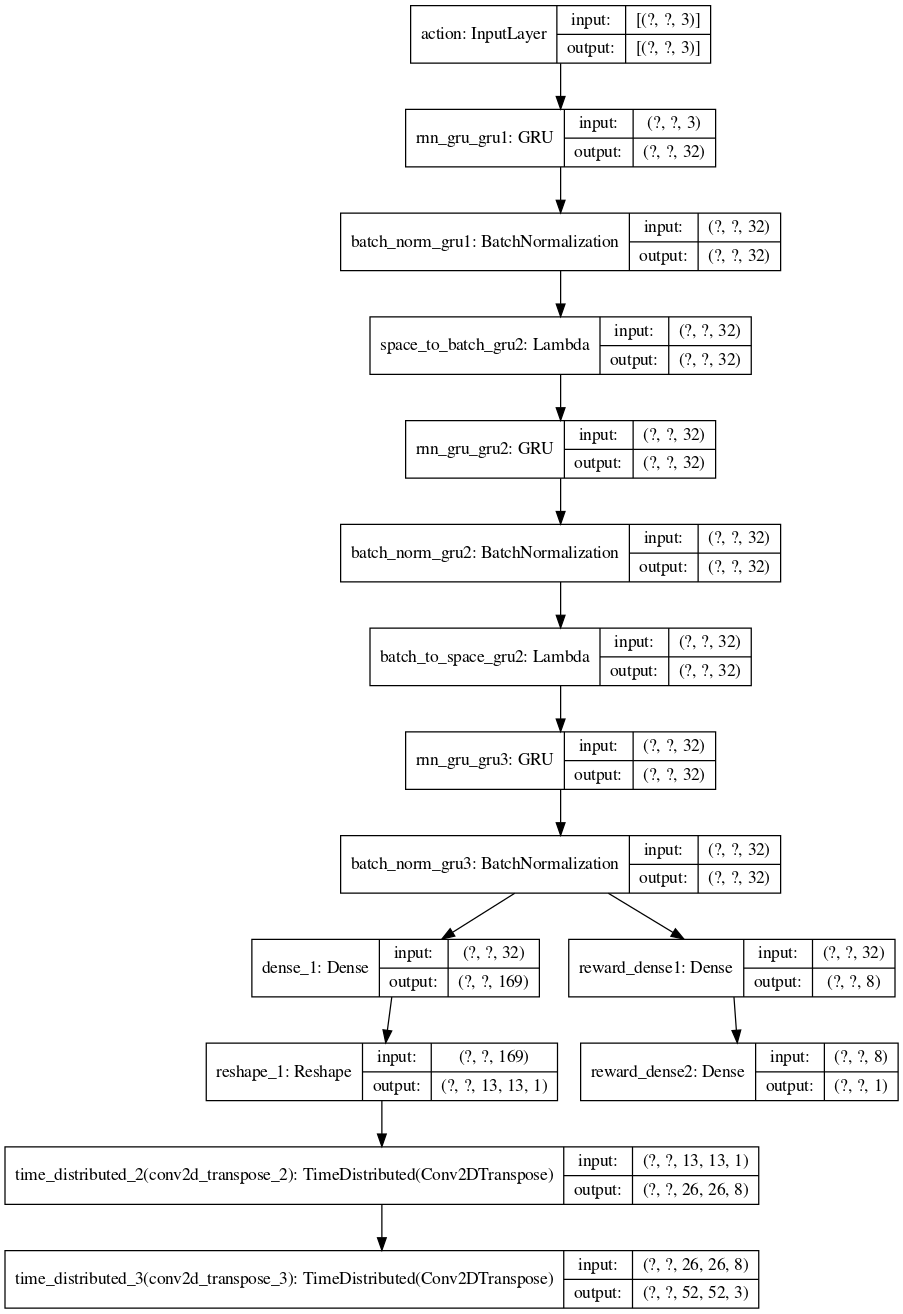 action: InputLayer
input:
[(?, ?, 3)]
output:
[(?, ?, 3)]
rnn_gru_gru1: GRU
input:
(?, ?, 3)
output:
(?, ?, 32)
batch_norm_gru1: BatchNormalization
input:
(?, ?, 32)
output:
(?, ?, 32)
space_to_batch_gru2: Lambda
input:
(?, ?, 32)
output:
(?, ?, 32)
rnn_gru_gru2: GRU
input:
(?, ?, 32)
output:
(?, ?, 32)
batch_norm_gru2: BatchNormalization
input:
(?, ?, 32)
output:
(?, ?, 32)
batch_to_space_gru2: Lambda
input:
(?, ?, 32)
output:
(?, ?, 32)
rnn_gru_gru3: GRU
input:
(?, ?, 32)
output:
(?, ?, 32)
batch_norm_gru3: BatchNormalization
input:
(?, ?, 32)
output:
(?, ?, 32)
dense_1: Dense
input:
(?, ?, 32)
output:
(?, ?, 169)
reward_dense1: Dense
input:
(?, ?, 32)
output:
(?, ?, 8)
reshape_1: Reshape
input:
(?, ?, 169)
output:
(?, ?, 13, 13, 1)
reward_dense2: Dense
input:
(?, ?, 8)
output:
(?, ?, 1)
time_distributed_2(conv2d_transpose_2): TimeDistributed(Conv2DTranspose)
input:
(?, ?, 13, 13, 1)
output:
(?, ?, 26, 26, 8)
time_distributed_3(conv2d_transpose_3): TimeDistributed(Conv2DTranspose)
input:
(?, ?, 26, 26, 8)
output:
(?, ?, 52, 52, 3)